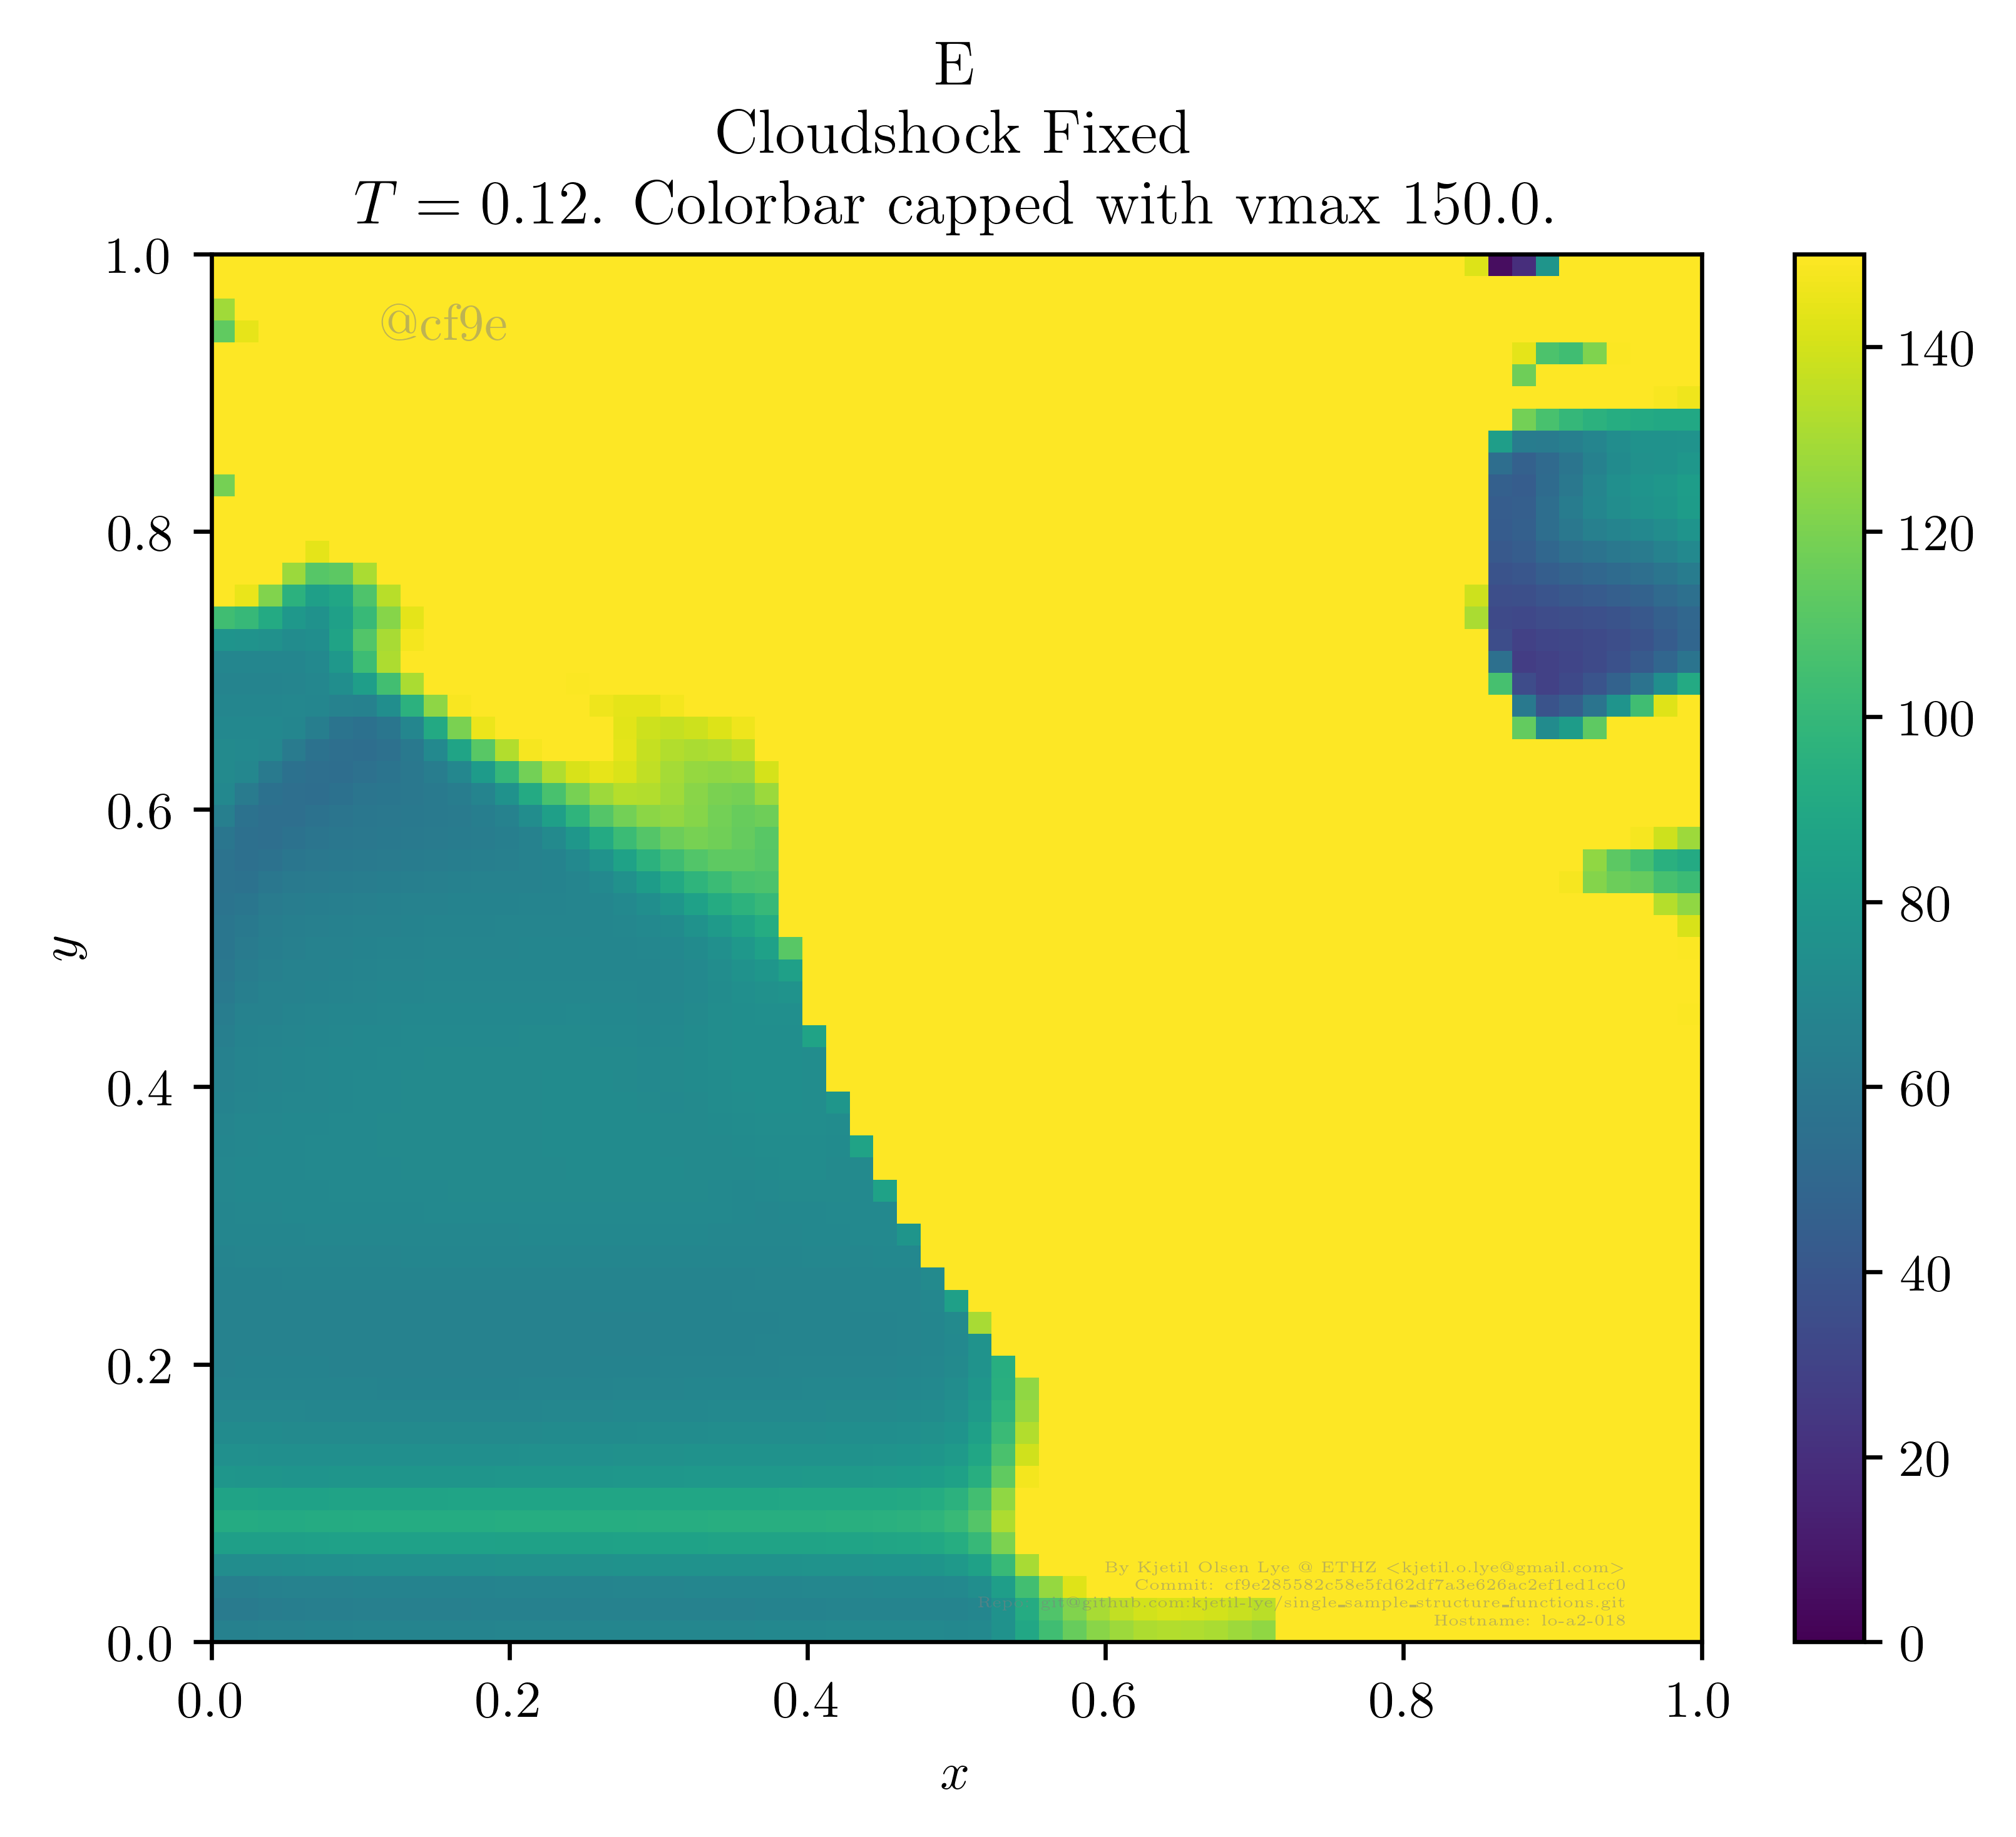 E
Cloudshock Fixed
T = 0.12. Colorbar capped with vmax 150.0.
@cf9e
1.0
0.8
0.6
0.4
0.2
0.0
y
0.0 0.2 0.4 0.6 0.8 1.0
x
140
120
100
80
60
40
20
0
By Kjetil Olsen Lye @ ETHZ <kjetil.o.lye@gmail.com>
Commit: cf9e285582c58e5fd62df7a3e626ac2ef1ed1cc0
git@github.com:kjetil-lye/single_sample_structure_functions.git
Hostname: lo-a2-018